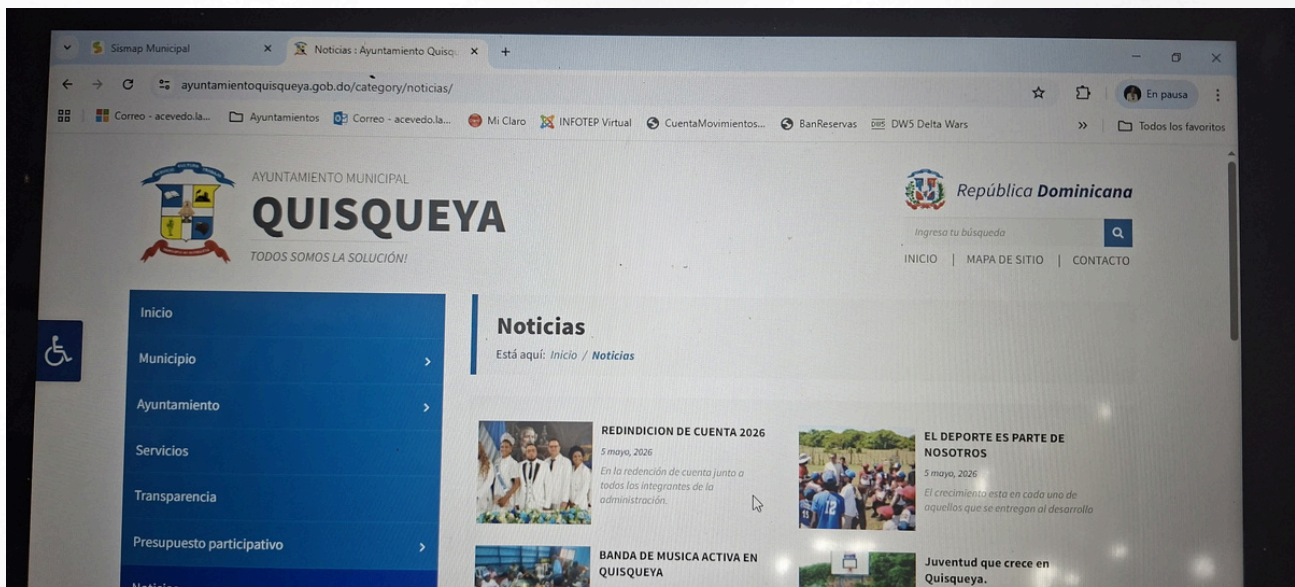 Sismap Municipal
Noticias : Ayuntamiento Quisq
ayuntamientoquisqueya.gob.do/category/noticias/
En pausa
Correo - acevedo.la...
Ayuntamientos
Correo - acevedo.la...
Mi Claro
INFOTEP Virtual
CuentaMovimientos...
BanReservas
DW5 Delta Wars
Todos los favoritos
AYUNTAMIENTO MUNICIPAL
QUISQUEYA
TODOS SOMOS LA SOLUCIÓN!
República Dominicana
Ingresa tu búsqueda
INICIO | MAPA DE SITIO | CONTACTO
Inicio
Municipio
Ayuntamiento
Servicios
Transparencia
Presupuesto participativo
Noticias
Noticias
Está aquí: Inicio / Noticias
REDINDICION DE CUENTA 2026
5 mayo, 2026
En la redención de cuenta junto a
todos los integrantes de la
administración.
EL DEPORTE ES PARTE DE
NOSOTROS
5 mayo, 2026
El crecimiento esta en cada uno de
aquellos que se entregan al desarrollo
BANDA DE MUSICA ACTIVA EN
QUISQUEYA
Juventud que crece en
Quisqueya.